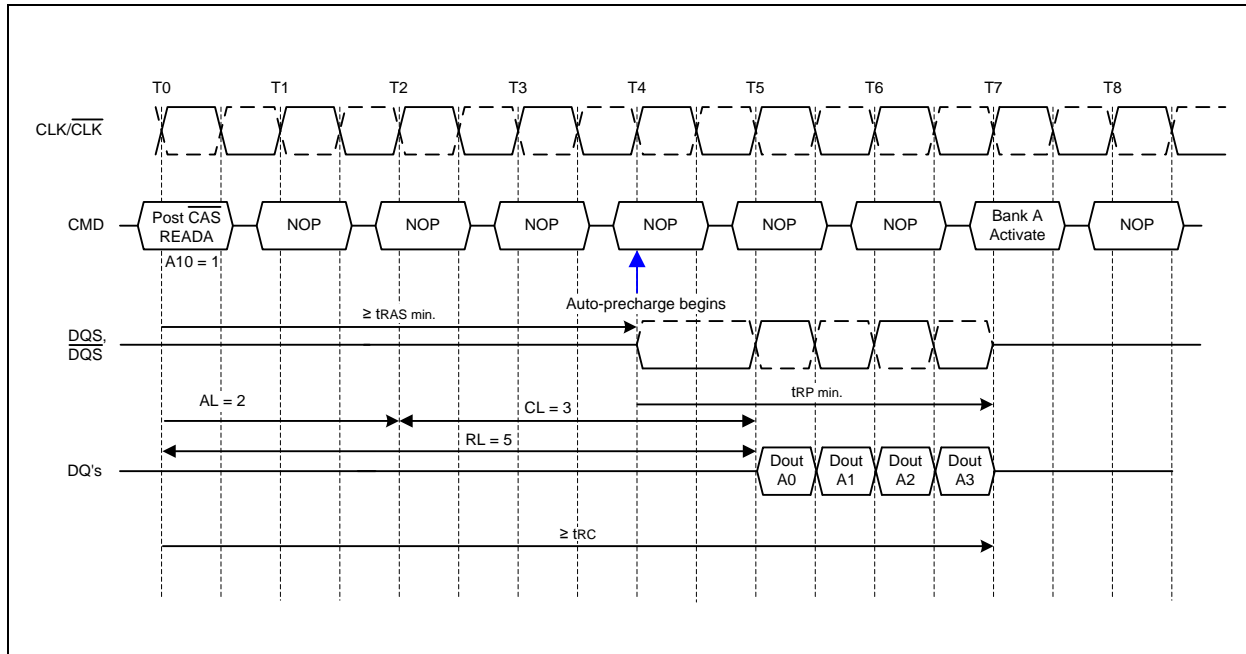 T0 T1 T2 T3 T4 T5 T6 T7 T8
CLK/CLK
CMD
Post CAS
READA
NOP
NOP
NOP
NOP
NOP
NOP
Bank A
Activate
NOP
A10 = 1
Auto-precharge begins
≥ tRAS min.
DQS,
DQS
tRP min.
AL = 2
CL = 3
RL = 5
DQ's
Dout
A0
Dout
A1
Dout
A2
Dout
A3
≥ tRC